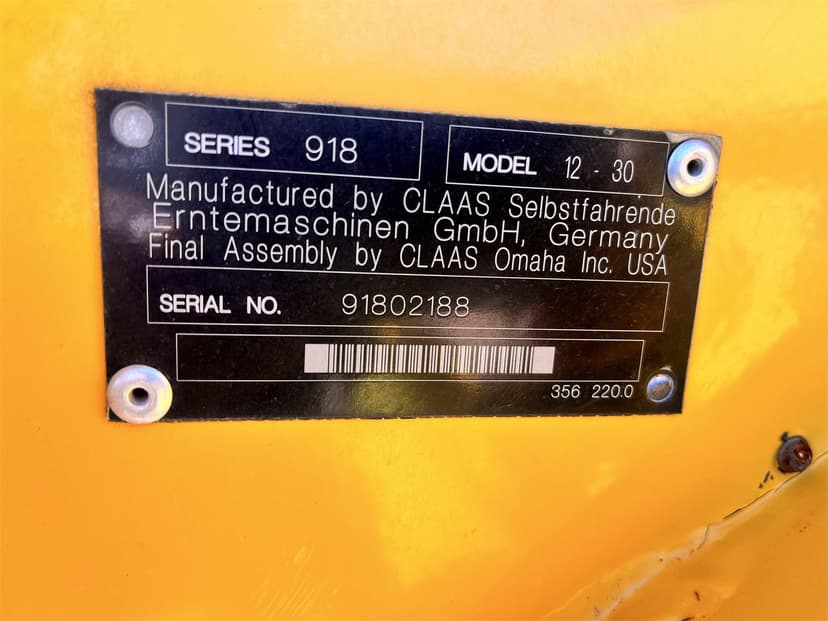 SERIES 918
MODEL 12 - 30
Manufactured by CLAAS Selbstfahrende
Erntemaschinen GmbH, Germany
Final Assembly by CLAAS Omaha Inc. USA
SERIAL NO. 91802188
356 220.0